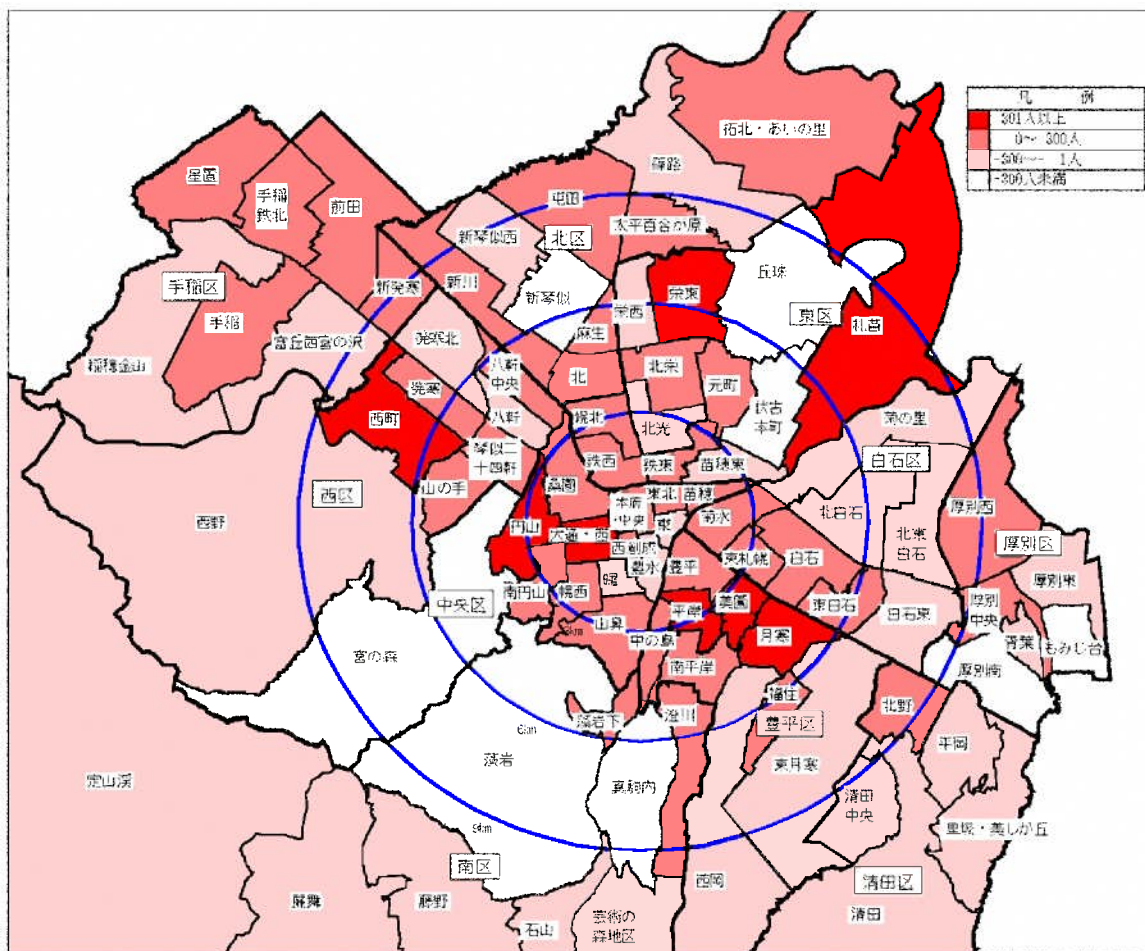 凡 例
301人以上
0～ 300人
-300～- 1人
-300人未満
拓北・あいの里
篠路
星置
手稲
鉄北
前田
屯田
太平百合が原
新琴似西
北区
丘珠
手稲区
新発寒
新川
新琴似
栄東
東区
札苗
手稲
栄西
麻生
富丘西宮の沢
発寒北
稲穂金山
八軒
中央
北
北栄
元町
発寒
西町
八軒
幌北
北光
伏古
本町
菊の里
琴似二
十四軒
鉄西
鉄東
苗穂東
白石区
西区
山の手
桑園
本府
・中央
東北
苗穂
厚別西
西野
円山
大通・西
東
菊水
北白石
北東
白石
厚別区
西創成
豊水
豊平
東札幌
白石
厚別東
中央区
南円山
幌西
曙
平岸
美園
東白石
白石東
厚別
中央
山鼻
月寒
青葉
もみじ台
中の島
宮の森
南平岸
厚別南
福住
藻岩下
澄川
豊平区
北野
6km
平岡
藻岩
真駒内
東月寒
定山渓
清田
中央
9km
里塚・美しが丘
南区
西岡
清田区
簾舞
藤野
石山
芸術の
森地区
清田